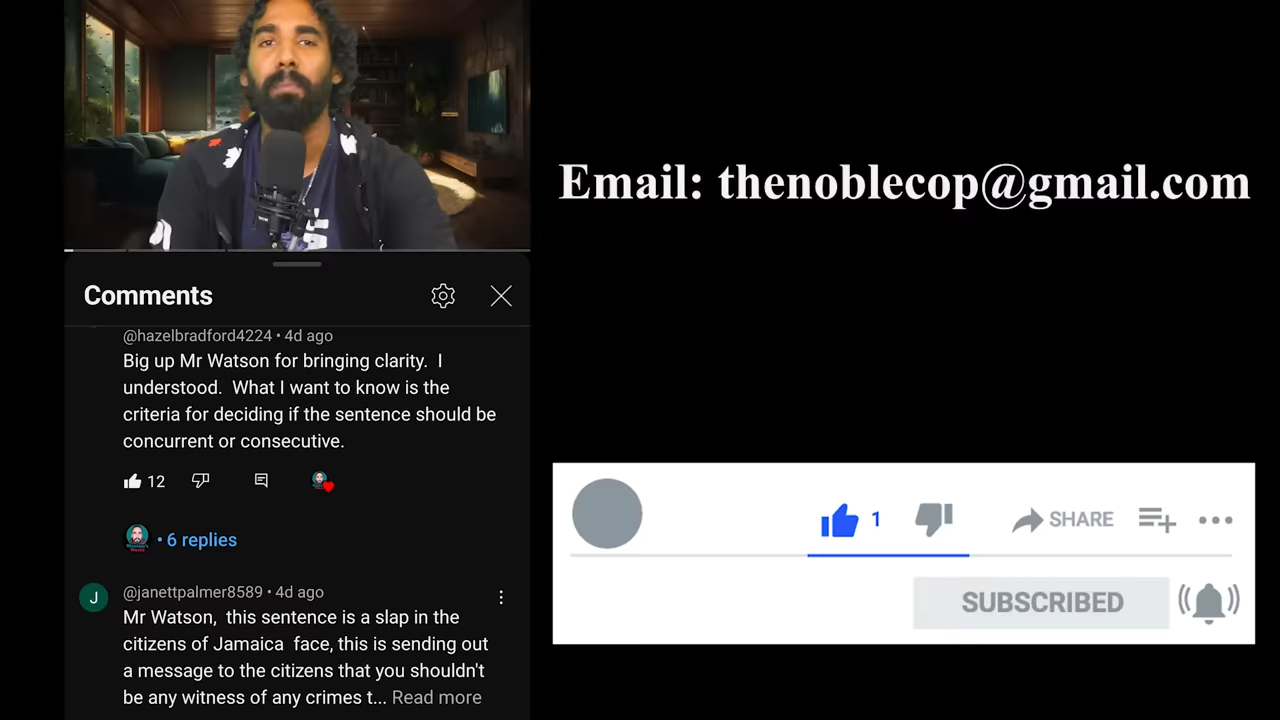 Email: thenoblecop@gmail.com
Comments
@hazelbradford4224 • 4d ago
Big up Mr Watson for bringing clarity. I
understood. What I want to know is the
criteria for deciding if the sentence should be
concurrent or consecutive.
12
• 6 replies
J
@janettpalmer8589 • 4d ago
Mr Watson, this sentence is a slap in the
citizens of Jamaica face, this is sending out
a message to the citizens that you shouldn't
be any witness of any crimes t... Read more
1
SHARE
SUBSCRIBED